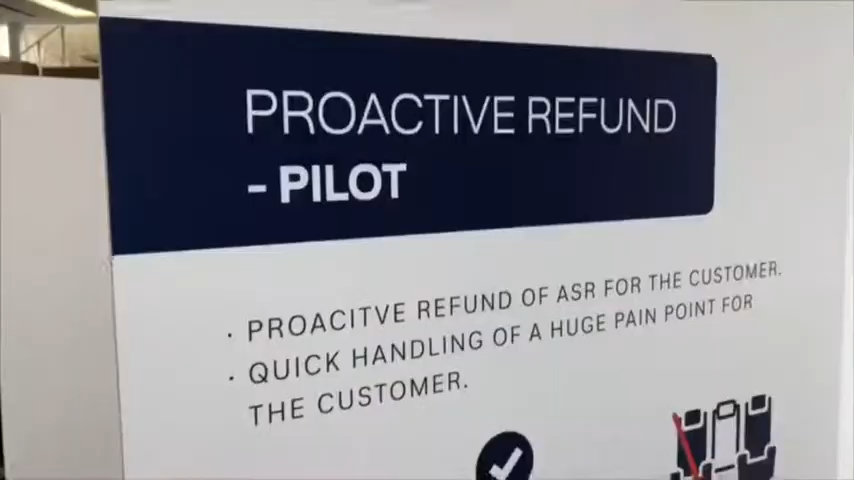 PROACTIVE REFUND
- PILOT
· PROACITVE REFUND OF ASR FOR THE CUSTOMER.
· QUICK HANDLING OF A HUGE PAIN POINT FOR
THE CUSTOMER.